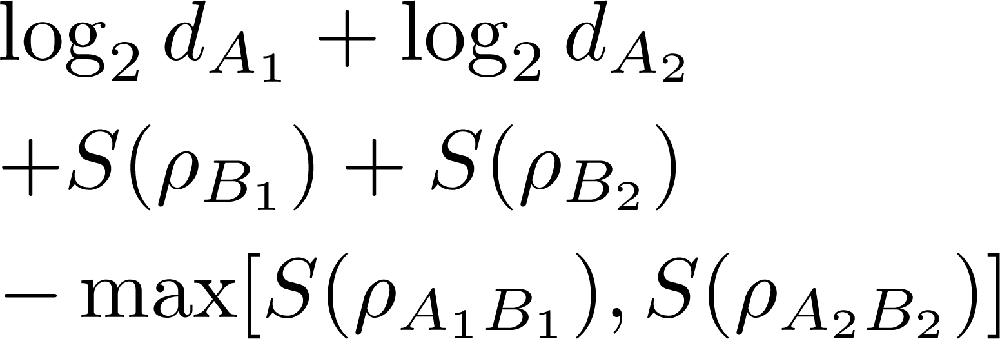 log₂ d_{A₁} + log₂ d_{A₂}
+S(ρ_{B₁}) + S(ρ_{B₂})
− max[S(ρ_{A₁B₁}), S(ρ_{A₂B₂})]